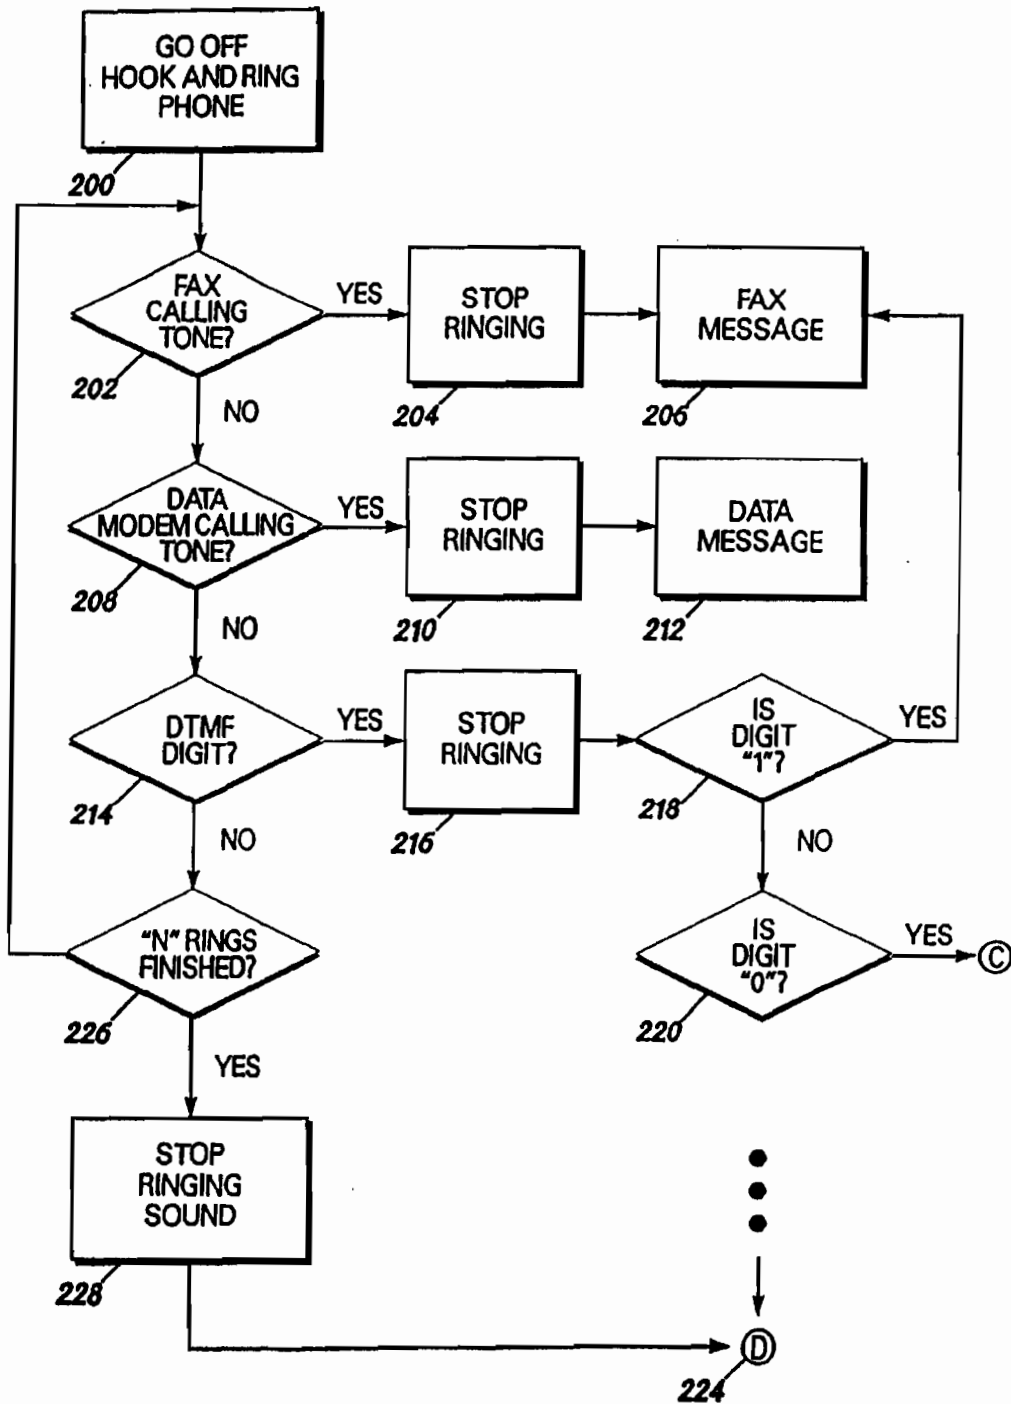 GO OFF
HOOK AND RING
PHONE
200
FAX
CALLING
TONE?
202
YES
STOP
RINGING
204
FAX
MESSAGE
206
NO
DATA
MODEM CALLING
TONE?
208
YES
STOP
RINGING
210
DATA
MESSAGE
212
NO
DTMF
DIGIT?
214
YES
STOP
RINGING
216
IS
DIGIT
"1"?
218
YES
NO
NO
"N" RINGS
FINISHED?
226
IS
DIGIT
"0"?
220
YES
C
YES
STOP
RINGING
SOUND
228
D
224